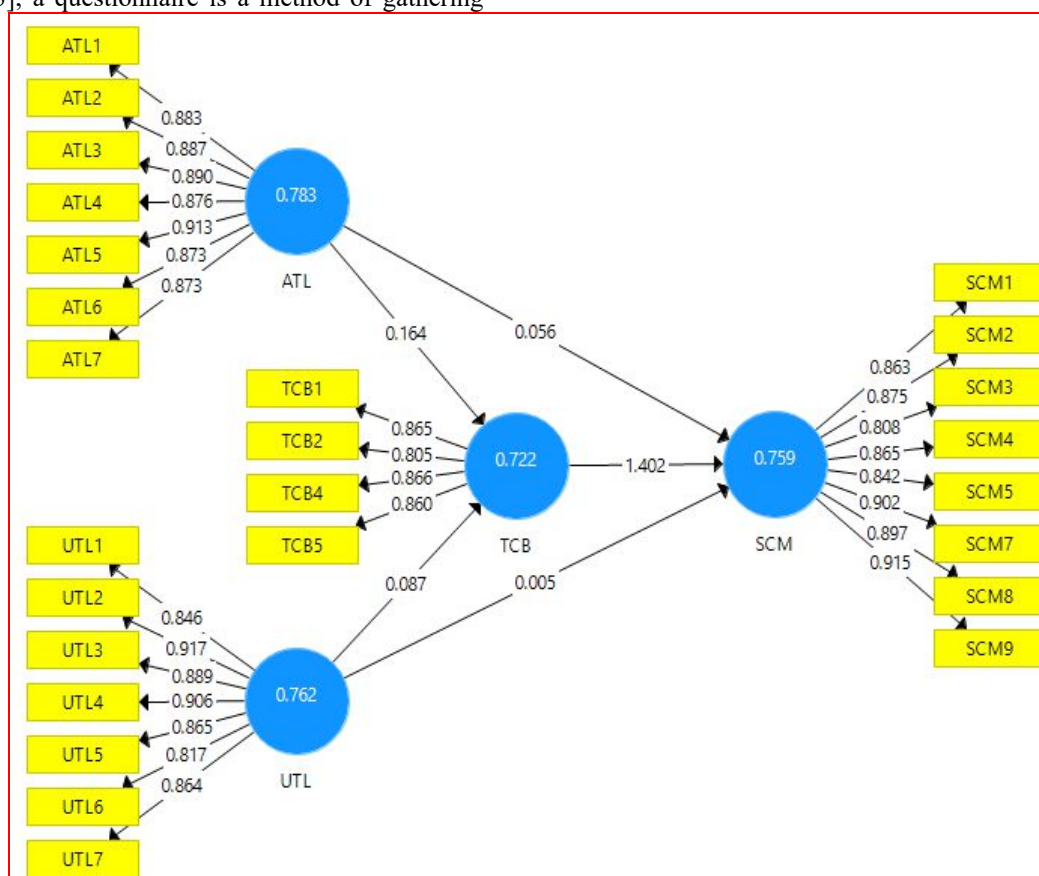 a questionnaire is a method of gathering
ATL1
ATL2
ATL3
ATL4
ATL5
ATL6
ATL7
0.883
0.887
0.890
0.876
0.913
0.873
0.873
0.783
ATL
0.164
0.056
TCB1
TCB2
TCB4
TCB5
0.865
0.805
0.866
0.860
0.722
TCB
1.402
0.087
0.005
UTL1
UTL2
UTL3
UTL4
UTL5
UTL6
UTL7
0.846
0.917
0.889
0.906
0.865
0.817
0.864
0.762
UTL
0.759
SCM
0.863
0.875
0.808
0.865
0.842
0.902
0.897
0.915
SCM1
SCM2
SCM3
SCM4
SCM5
SCM7
SCM8
SCM9